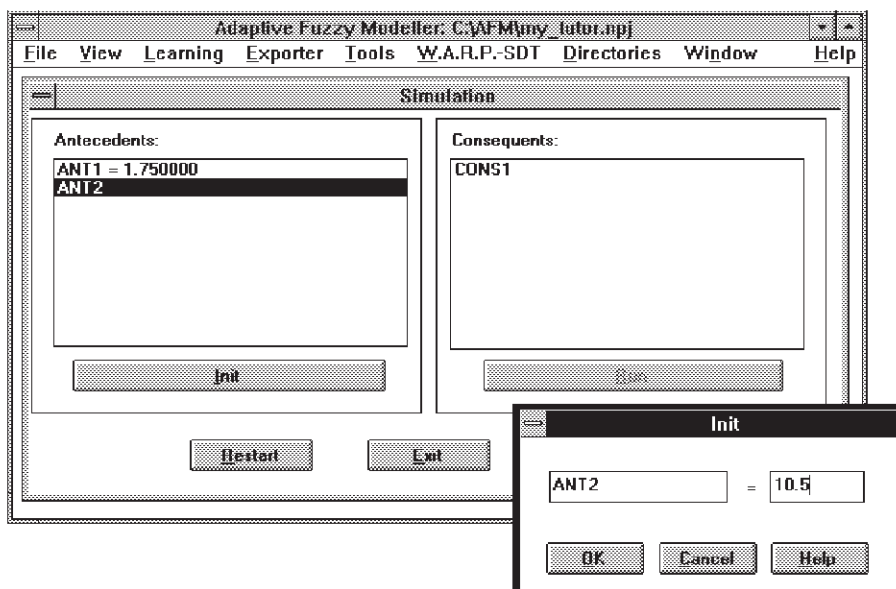 Adaptive Fuzzy Modeller: C:\AFM\my_tutor.npj
File View Learning Exporter Tools W.A.R.P.-SDT Directories Window Help
Simulation
Antecedents:
ANT1 = 1.750000
ANT2
Init
Consequents:
CONS1
Run
Restart
Exit
Init
ANT2 = 10.5
OK Cancel Help